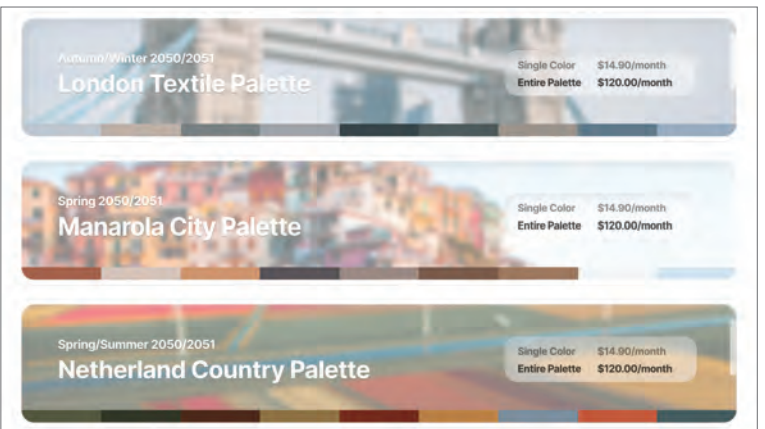 Autumn/Winter 2050/2051
London Textile Palette
Single Color $14.90/month
Entire Palette $120.00/month
Spring 2050/2051
Manarola City Palette
Single Color $14.90/month
Entire Palette $120.00/month
Spring/Summer 2050/2051
Netherland Country Palette
Single Color $14.90/month
Entire Palette $120.00/month